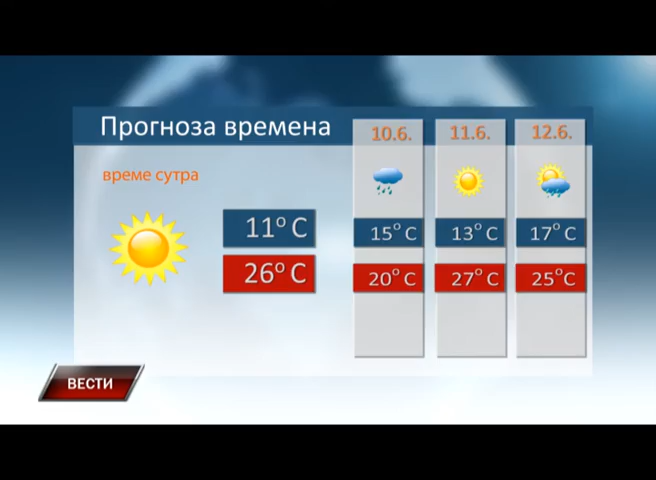 Прогноза времена
време сутра
11° C
26° C
10.6.
15° C
20° C
11.6.
13° C
27° C
12.6.
17° C
25° C
ВЕСТИ